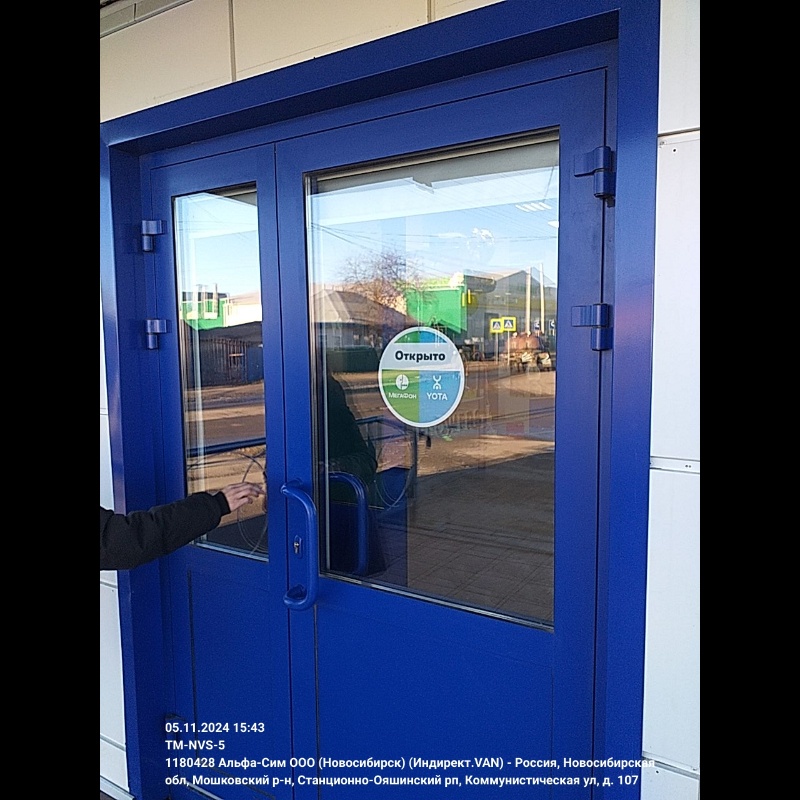 Открыто
МегаФон YOTA
05.11.2024 15:43
TM-NVS-5
1180428 Альфа-Сим ООО (Новосибирск) (Индирект.VAN) - Россия, Новосибирская
обл, Мошковский р-н, Станционно-Ояшинский рп, Коммунистическая ул, д. 107